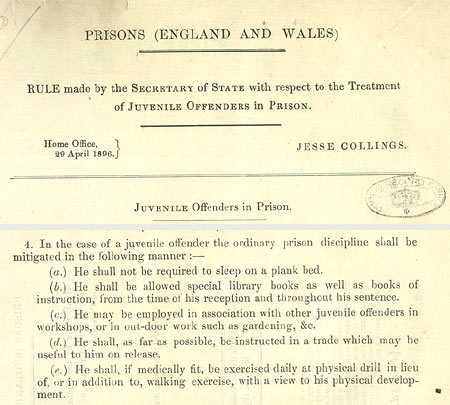 PRISONS (ENGLAND AND WALES)
RULE made by the SECRETARY of STATE with respect to the Treatment
of JUVENILE OFFENDERS in PRISON.
Home Office,
29 April 1896.
JESSE COLLINGS.
JUVENILE Offenders in Prison.
4. In the case of a juvenile offender the ordinary prison discipline shall be
mitigated in the following manner :—
(a.) He shall not be required to sleep on a plank bed.
(b.) He shall be allowed special library books as well as books of
instruction, from the time of his reception and throughout his sentence.
(c.) He may be employed in association with other juvenile offenders in
workshops, or in out-door work such as gardening, &c.
(d.) He shall, as far as possible, be instructed in a trade which may be
useful to him on release.
(e.) He shall, if medically fit, be exercised daily at physical drill in lieu
of, or in addition to, walking exercise, with a view to his physical develop-
ment.